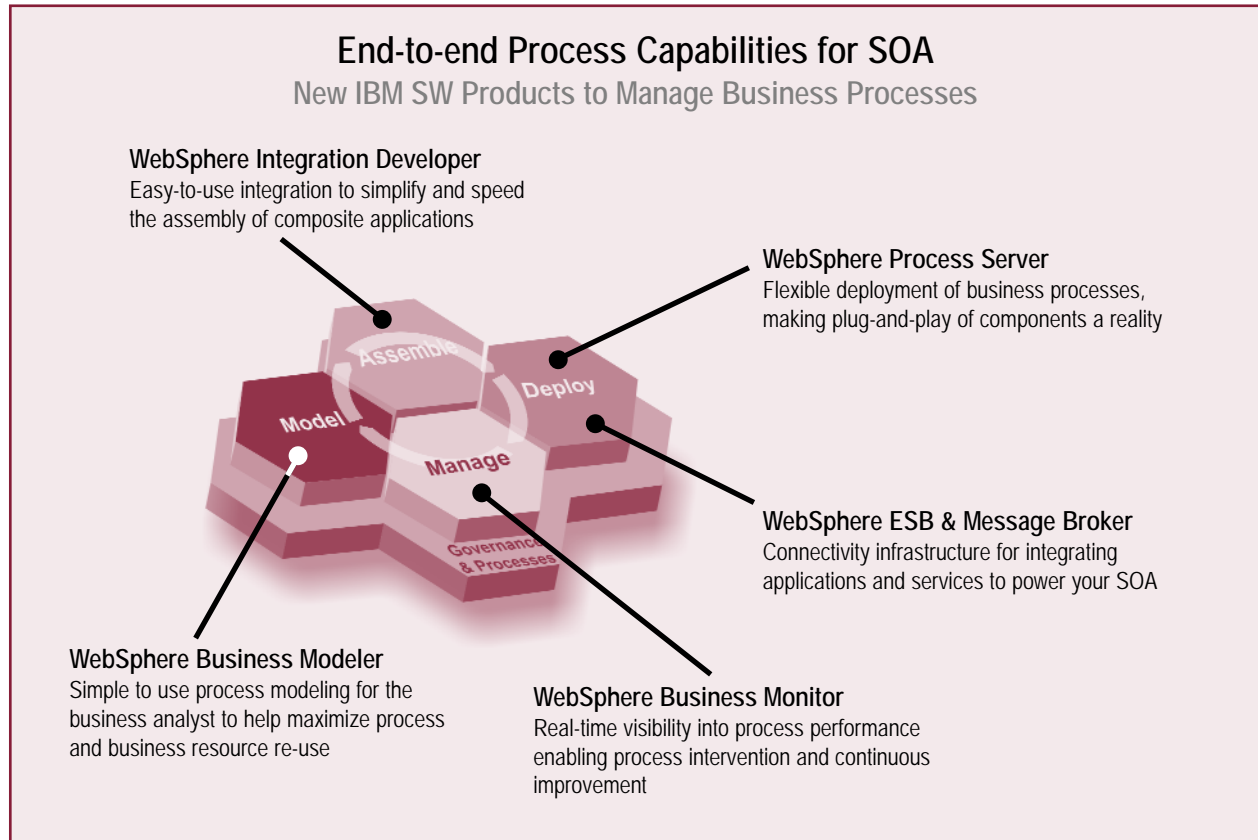 End-to-end Process Capabilities for SOA
New IBM SW Products to Manage Business Processes
WebSphere Integration Developer
Easy-to-use integration to simplify and speed
the assembly of composite applications
WebSphere Process Server
Flexible deployment of business processes,
making plug-and-play of components a reality
Assemble
Deploy
Model
Manage
Governance
& Processes
WebSphere ESB & Message Broker
Connectivity infrastructure for integrating
applications and services to power your SOA
WebSphere Business Modeler
Simple to use process modeling for the
business analyst to help maximize process
and business resource re-use
WebSphere Business Monitor
Real-time visibility into process performance
enabling process intervention and continuous
improvement